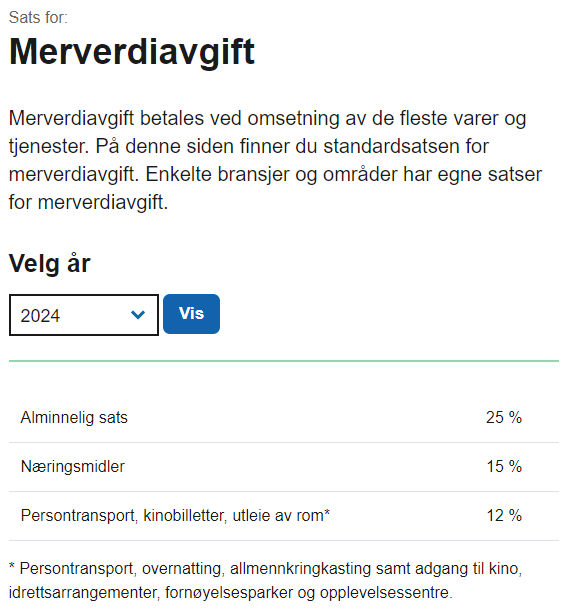 Sats for:
Merverdiavgift
Merverdiavgift betales ved omsetning av de fleste varer og
tjenester. På denne siden finner du standardsatsen for
merverdiavgift. Enkelte bransjer og områder har egne satser
for merverdiavgift.
Velg år
2024 Vis
Alminnelig sats 25 %
Næringsmidler 15 %
Persontransport, kinobilletter, utleie av rom* 12 %
* Persontransport, overnatting, allmennkringkasting samt adgang til kino,
idrettsarrangementer, fornøyelsesparker og opplevelsessentre.